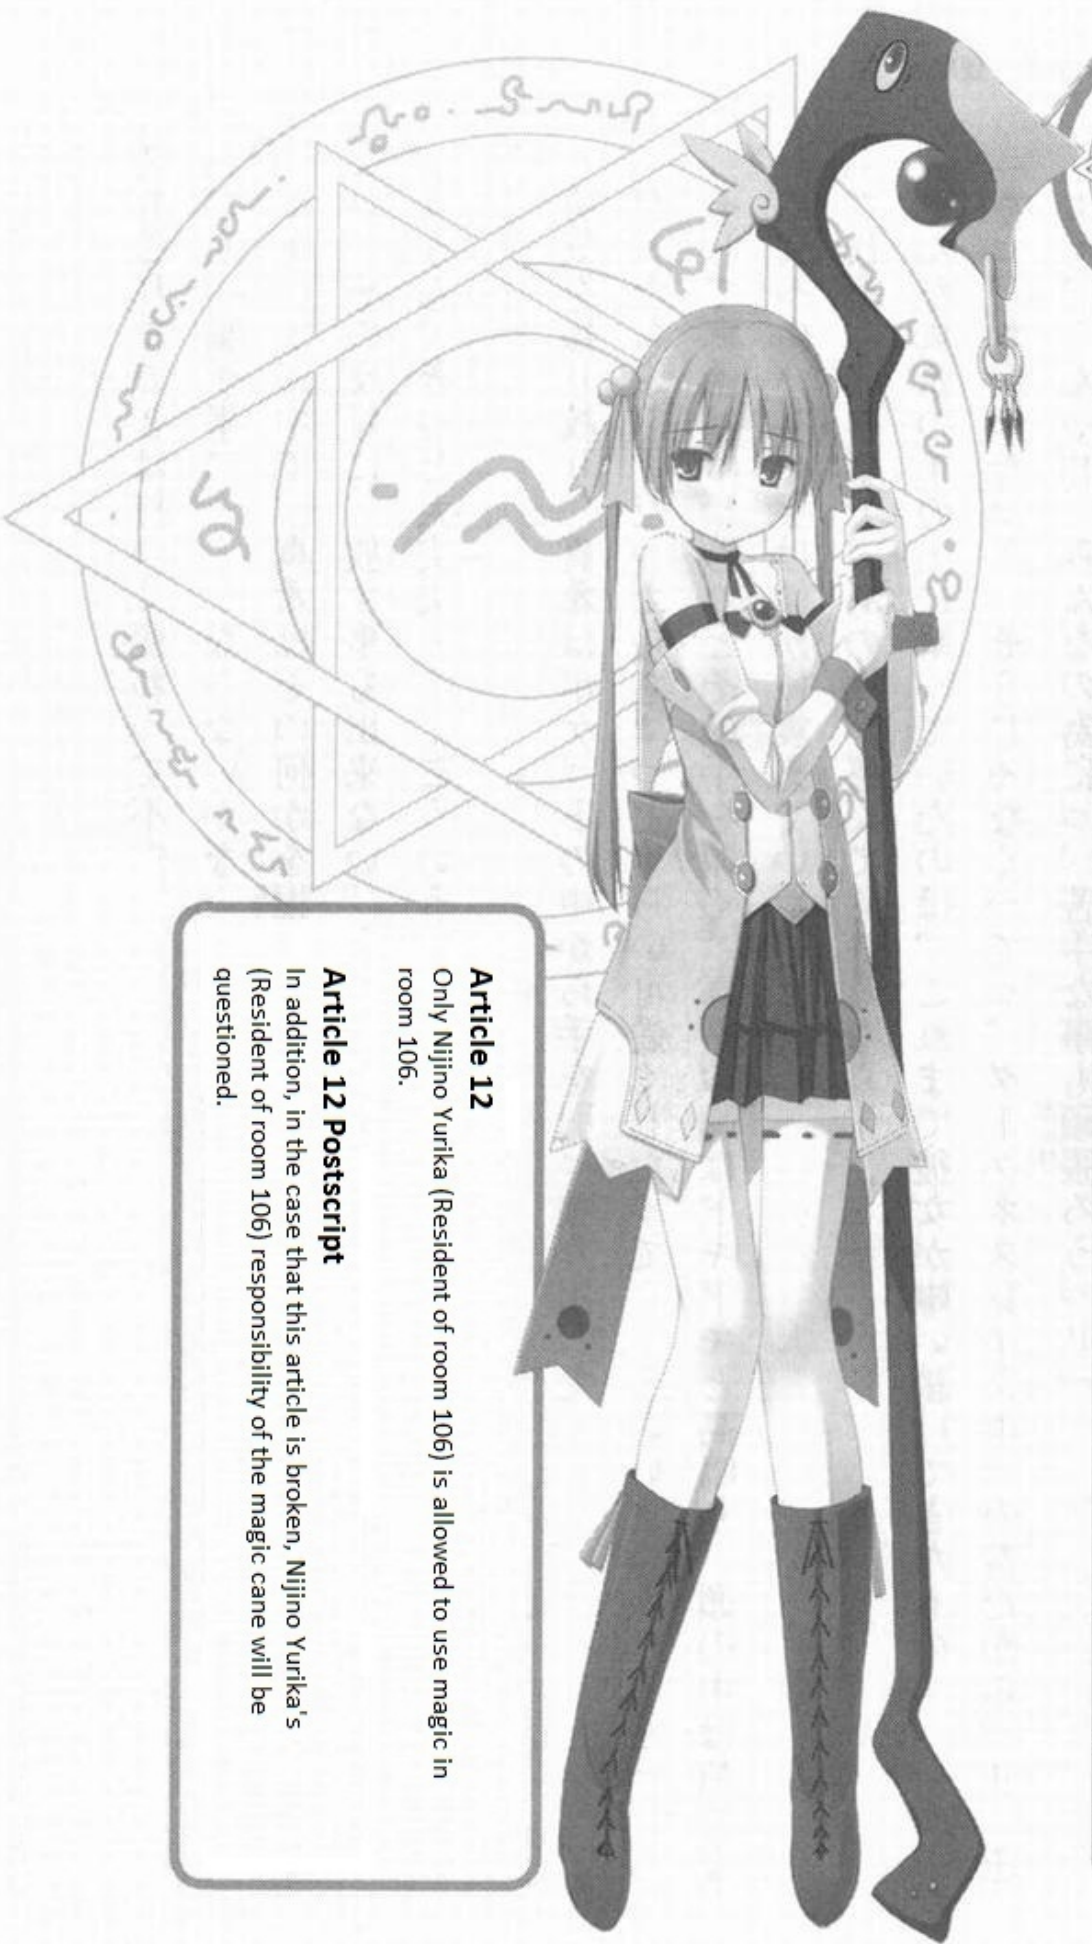 Article 12
Only Nijino Yurika (Resident of room 106) is allowed to use magic in
room 106.
Article 12 Postscript
In addition, in the case that this article is broken, Nijino Yurika's
(Resident of room 106) responsibility of the magic cane will be
questioned.